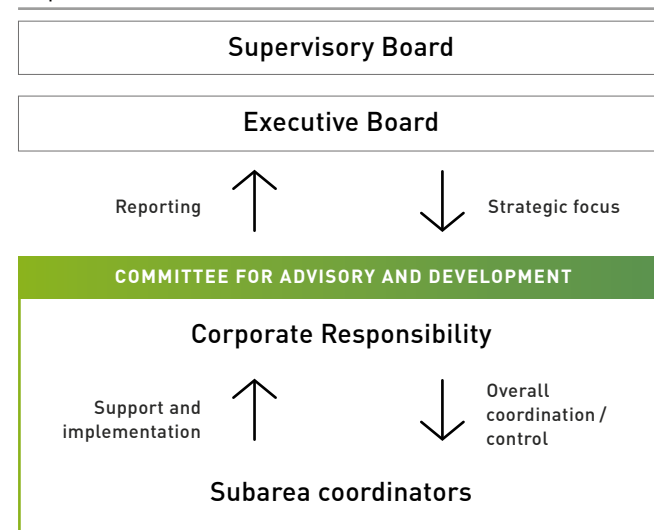 Supervisory Board
Executive Board
Reporting
Strategic focus
COMMITTEE FOR ADVISORY AND DEVELOPMENT
Corporate Responsibility
Support and
implementation
Overall
coordination /
control
Subarea coordinators